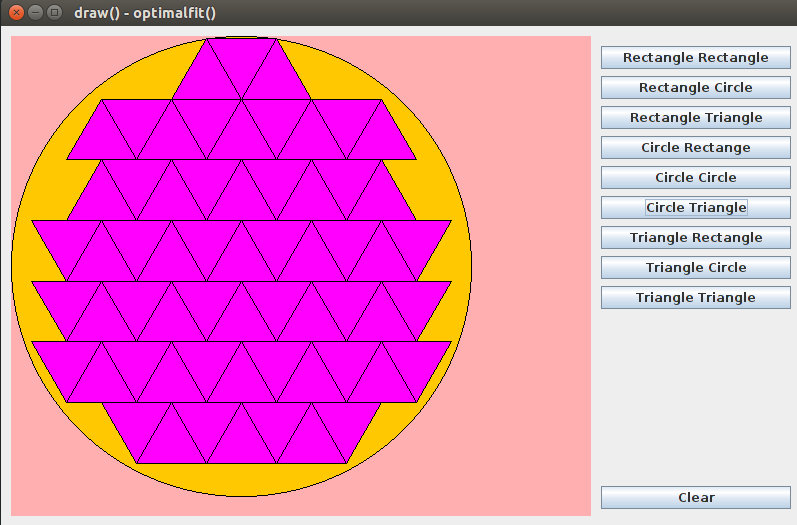 draw() - optimalfit()
Rectangle Rectangle
Rectangle Circle
Rectangle Triangle
Circle Rectange
Circle Circle
Circle Triangle
Triangle Rectangle
Triangle Circle
Triangle Triangle
Clear